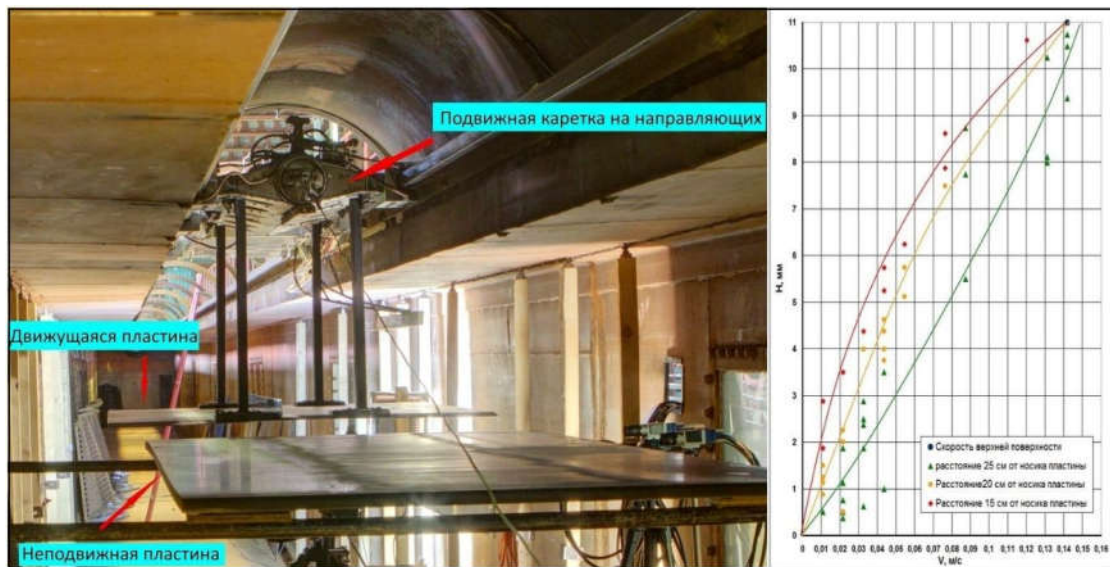 Подвижная каретка на направляющих
Движущаяся пластина
Неподвижная пластина
11
10
9
8
7
6
5
4
3
2
1
0
H, мм
Скорость верхней поверхности
расстояние 25 см от носика пластины
Расстояние20 см от носика пластины
Расстояние 15 см от носика пластины
0 0,01 0,02 0,03 0,04 0,05 0,06 0,07 0,08 0,09 0,1 0,11 0,12 0,13 0,14 0,15 0,16
V, м/с